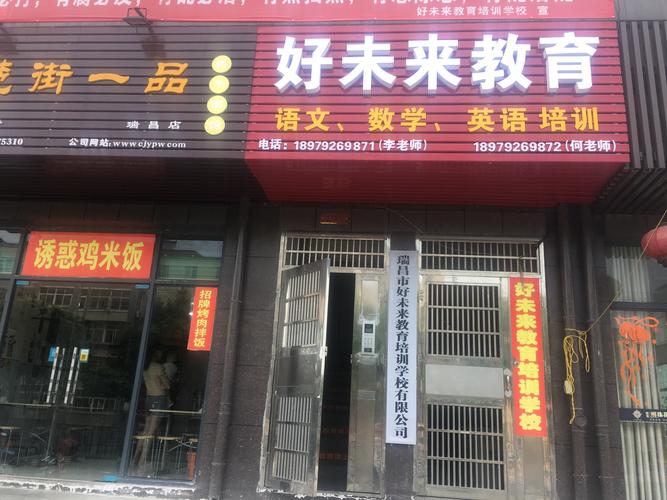 好未来教育培训学校 宣
街一品
瑞昌店
75310
公司网站:www.cjypw.com
好未来教育
语文、数学、英语培训
电话：18979269871(李老师)
18979269872(何老师)
诱惑鸡米饭
招牌烤肉拌饭
瑞昌市好未来教育培训学校有限公司
好未来教育培训学校